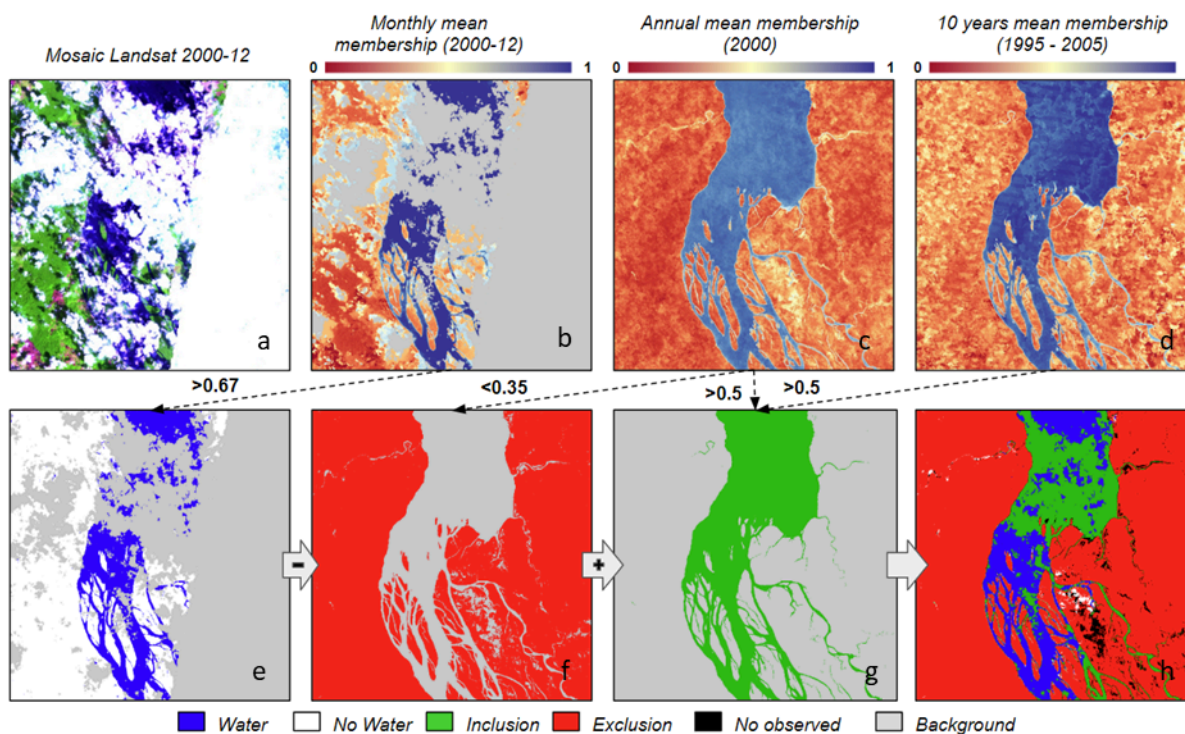 Mosaic Landsat 2000-12
Monthly mean
membership (2000-12)
Annual mean membership
(2000)
10 years mean membership
(1995 - 2005)
0 1
0 1
0 1
a
b
c
d
>0.67
<0.35
>0.5
>0.5
-
+
e
f
g
h
Water
No Water
Inclusion
Exclusion
No observed
Background